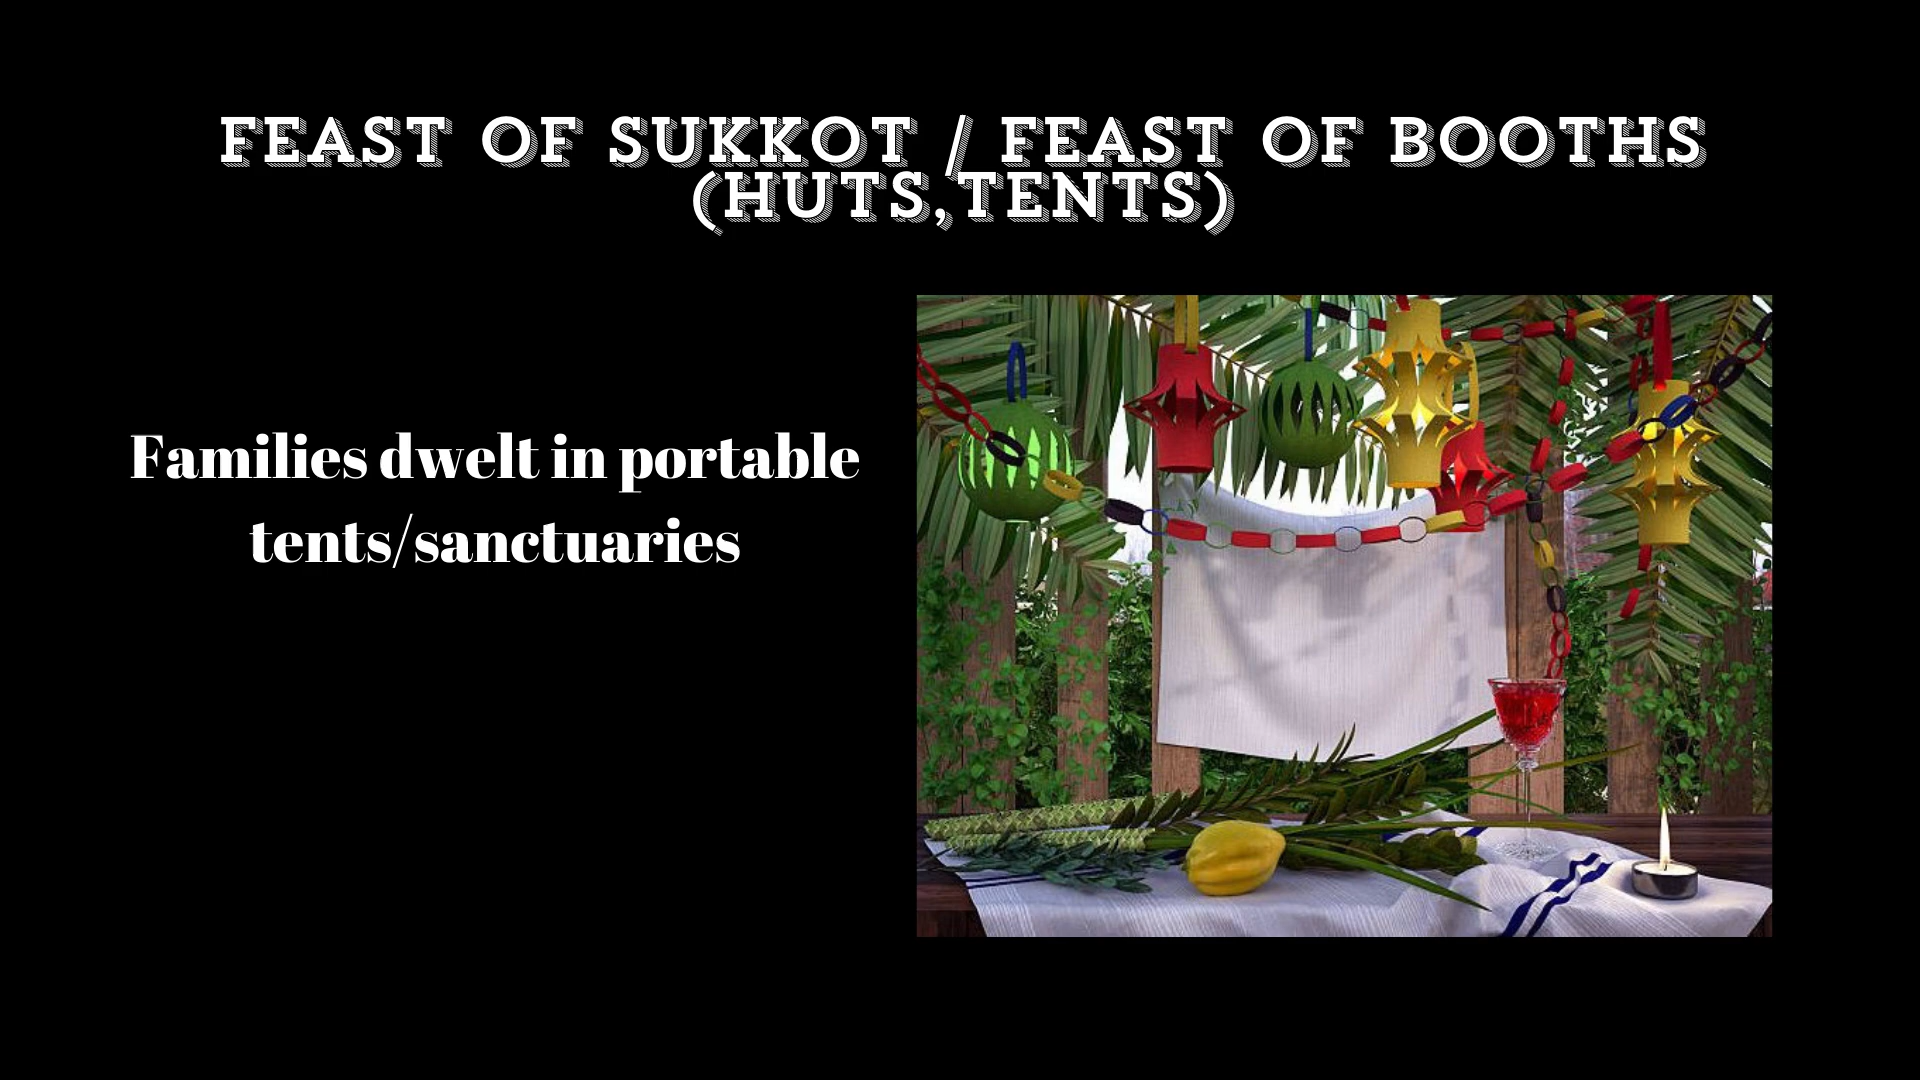 FEAST OF SUKKOT / FEAST OF BOOTHS
(HUTS,TENTS)
Families dwelt in portable
tents/sanctuaries